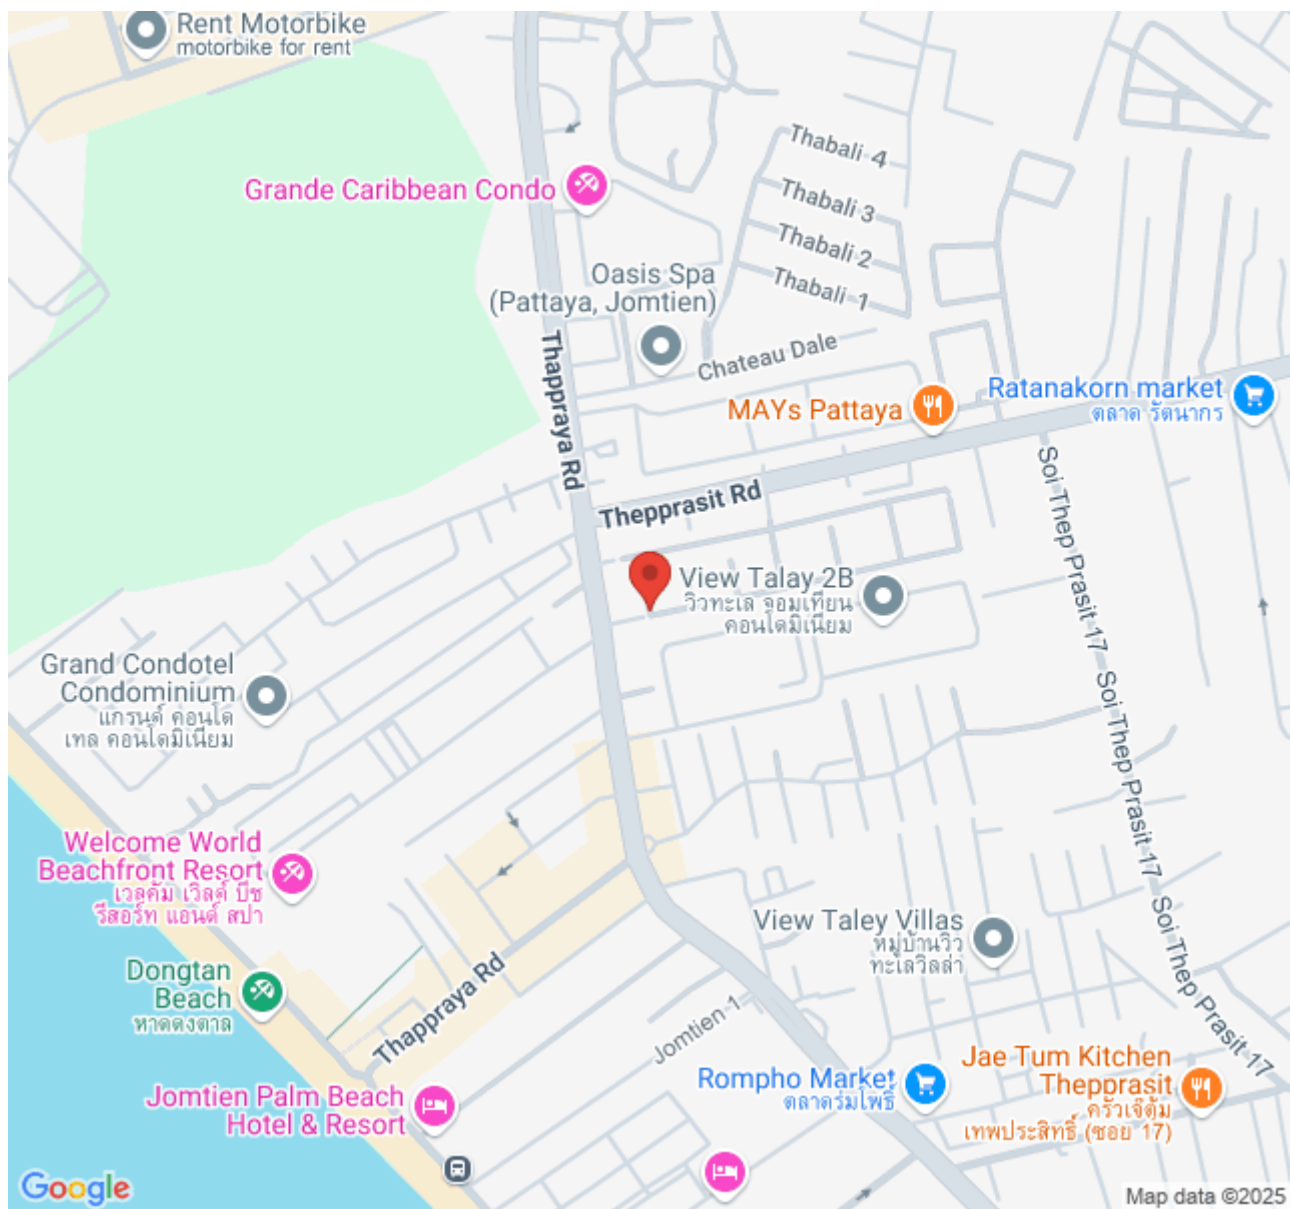 Rent Motorbike
motorbike for rent
Thabali 4
Grande Caribbean Condo
Thabali 3
Thabali 2
Thabali 1
Oasis Spa
(Pattaya, Jomtien)
Chateau Dale
Thappraya Rd
MAYs Pattaya
Ratanakorn market
ตลาด รัตนากร
Thepprasit Rd
Soi Thep Prasit 17
View Talay 2B
วิวทะเล จอมเทียน
คอนโดมิเนียม
Grand Condotel
Condominium
แกรนด์ คอนโด
เทล คอนโดมิเนียม
Soi Thep Prasit 17
Welcome World
Beachfront Resort
เวลคัม เวิลด์ บีช
รีสอร์ท แอนด์ สปา
View Taley Villas
หมู่บ้านวิว
ทะเลวิลล่า
Soi Thep Prasit 17
Dongtan
Beach
หาดดงตาล
Thappraya Rd
Jomtien 1
Jomtien Palm Beach
Hotel & Resort
Rompho Market
ตลาดร่มโพธิ์
Jae Tum Kitchen
Thepprasit
ครัวเจ๊ตุ้ม
เทพประสิทธิ์ (ซอย 17)
Google
Map data ©2025